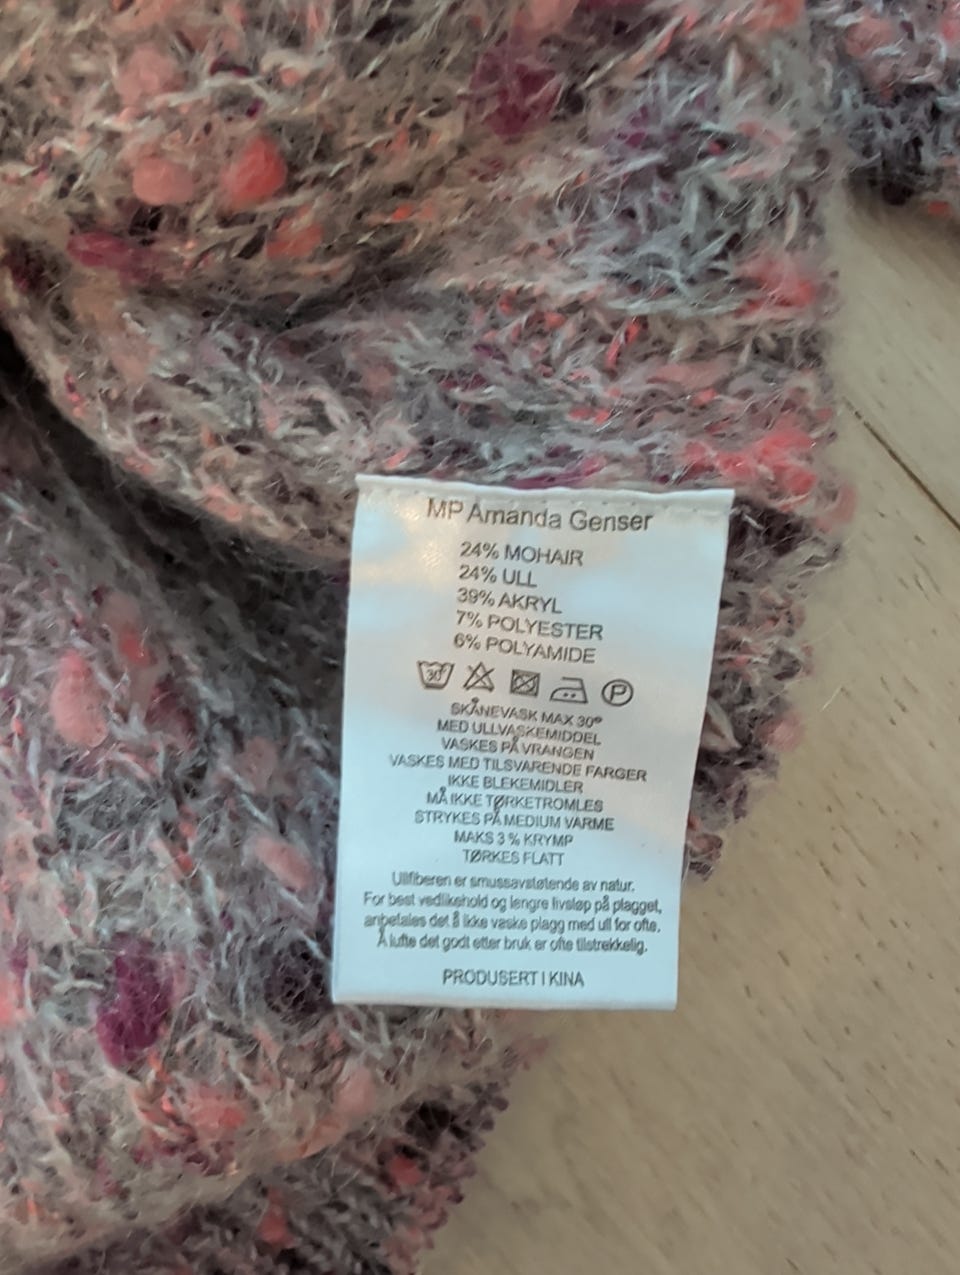 MP Amanda Genser
24% MOHAIR
24% ULL
39% AKRYL
7% POLYESTER
6% POLYAMIDE
30° P
SKÅNEVASK MAX 30°
MED ULLVASKEMIDDEL
VASKES PÅ VRANGEN
VASKES MED TILSVARENDE FARGER
IKKE BLEKEMIDLER
MÅ IKKE TØRKETROMLES
STRYKES PÅ MEDIUM VARME
MAKS 3 % KRYMP
TØRKES FLATT
Ullfiberen er smussavstøtende av natur.
For best vedlikehold og lengre livsløp på plagget,
anbefales det å ikke vaske plagg med ull for ofte.
Å lufte det godt etter bruk er ofte tilstrekkelig.
PRODUSERT I KINA